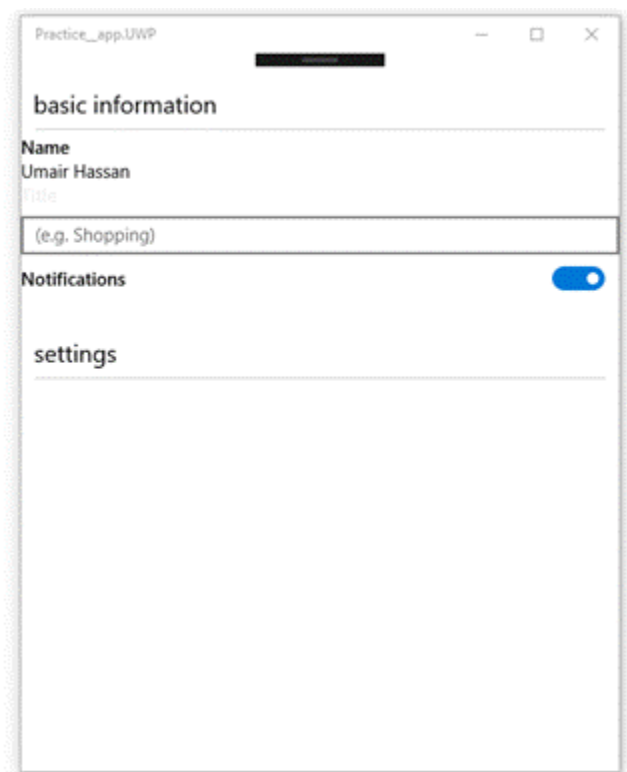 Practice_app.UWP
basic information
Name
Umair Hassan
Title
(e.g. Shopping)
Notifications
settings